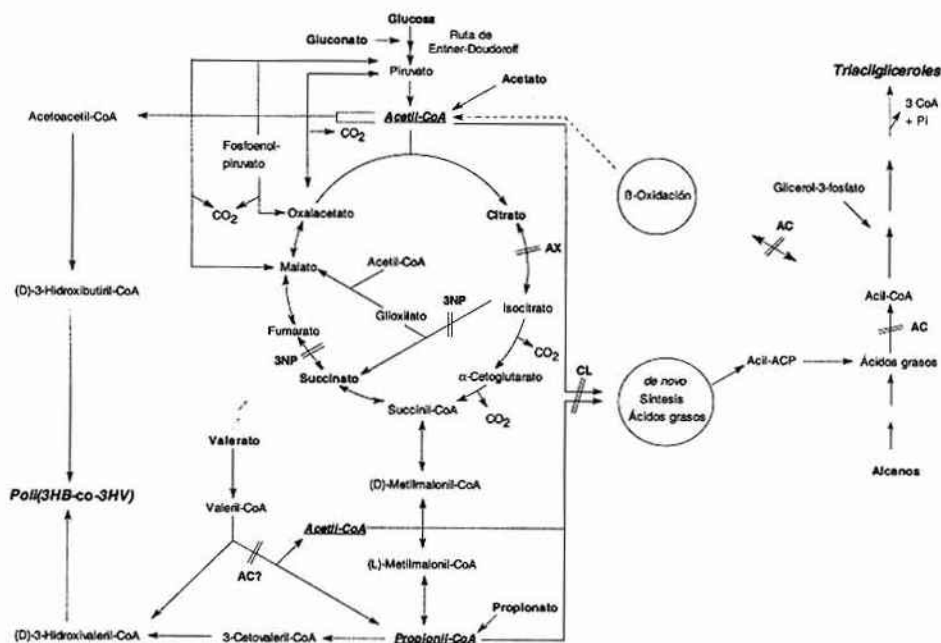 Glucosa
Gluconato
Ruta de
Entner-Doudoroff
Piruvato
Acetato
Triacilgliceroles
3 CoA
+ Pi
Acetoacetil-CoA
Acetil-CoA
CO2
Fosfoenol-
piruvato
Glicerol-3-fosfato
ß-Oxidación
CO2
Oxalacetato
Citrato
AX
AC
Malato
Acetil-CoA
(D)-3-Hidroxibutiril-CoA
Glioxilato
3NP
Isocitrato
Acil-CoA
Fumarato
3NP
CO2
AC
Succinato
α-Cetoglutarato
CL
Acil-ACP
Ácidos grasos
de novo
Síntesis
Ácidos grasos
Succinil-CoA
CO2
Valerato
Alcanos
(D)-Metilmalonil-CoA
Poli(3HB-co-3HV)
Valeril-CoA
Acetil-CoA
AC?
(L)-Metilmalonil-CoA
Propionato
(D)-3-Hidroxivaleril-CoA
3-Cetovaleril-CoA
Propionil-CoA